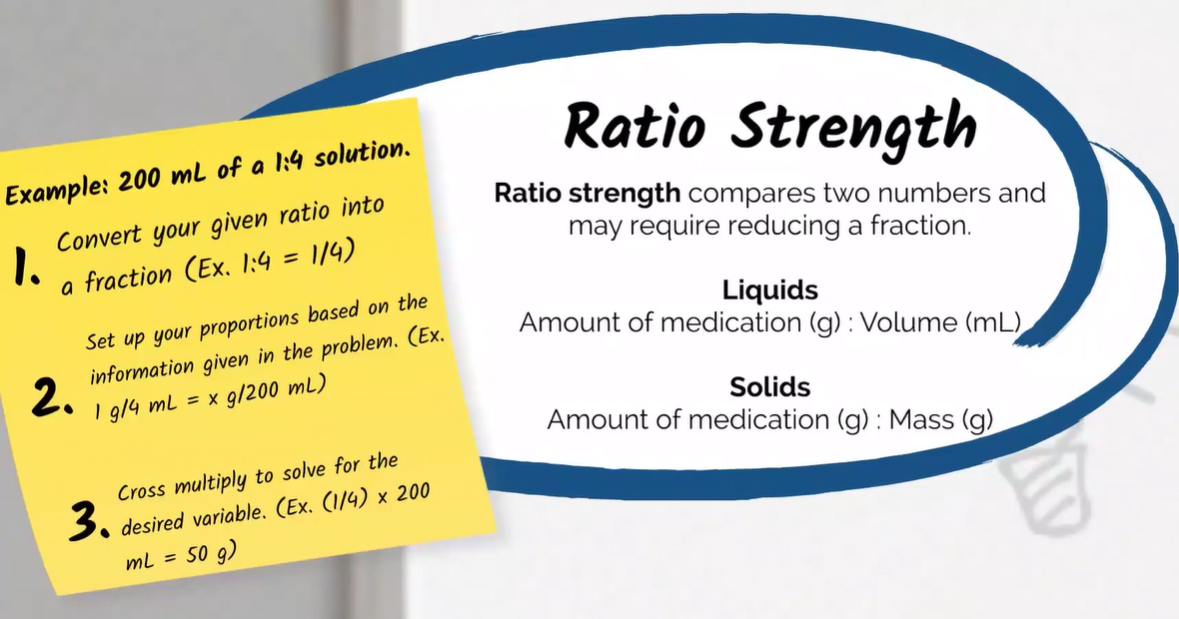 Example: 200 mL of a 1:4 solution.
1. Convert your given ratio into
a fraction (Ex. 1:4 = 1/4)
2. Set up your proportions based on the
information given in the problem. (Ex.
1 g/4 mL = x g/200 mL)
3. Cross multiply to solve for the
desired variable. (Ex. (1/4) x 200
mL = 50 g)
Ratio Strength
Ratio strength compares two numbers and
may require reducing a fraction.
Liquids
Amount of medication (g) : Volume (mL)
Solids
Amount of medication (g) : Mass (g)